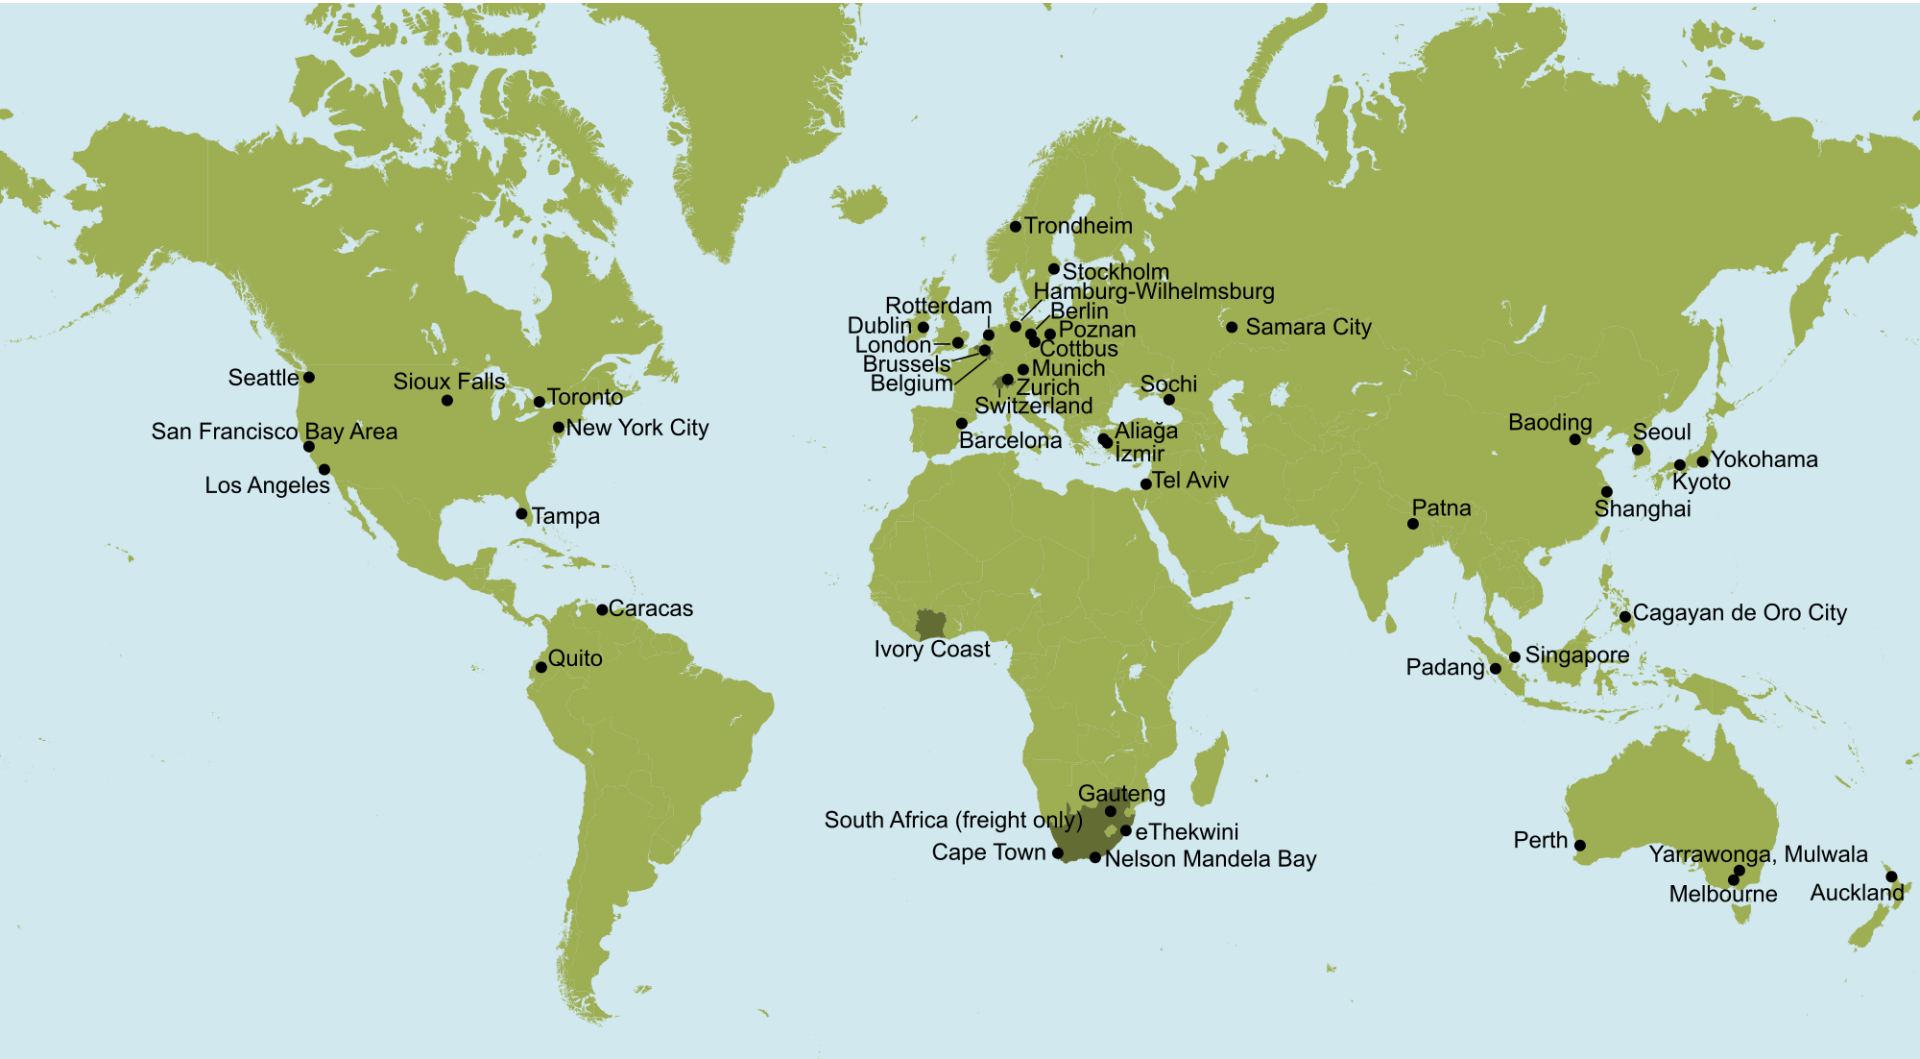 Trondheim
Stockholm
Hamburg-Wilhelmsburg
Rotterdam
Berlin
Dublin
Samara City
Poznan
London
Cottbus
Brussels
Munich
Belgium
Zurich
Switzerland
Sochi
Seattle
Sioux Falls
Toronto
New York City
San Francisco Bay Area
Los Angeles
Tampa
Barcelona
Aliağa
İzmir
Tel Aviv
Baoding
Seoul
Yokohama
Kyoto
Shanghai
Patna
Caracas
Quito
Ivory Coast
Cagayan de Oro City
Singapore
Padang
Gauteng
South Africa (freight only)
eThekwini
Cape Town
Nelson Mandela Bay
Perth
Yarrawonga, Mulwala
Melbourne
Auckland